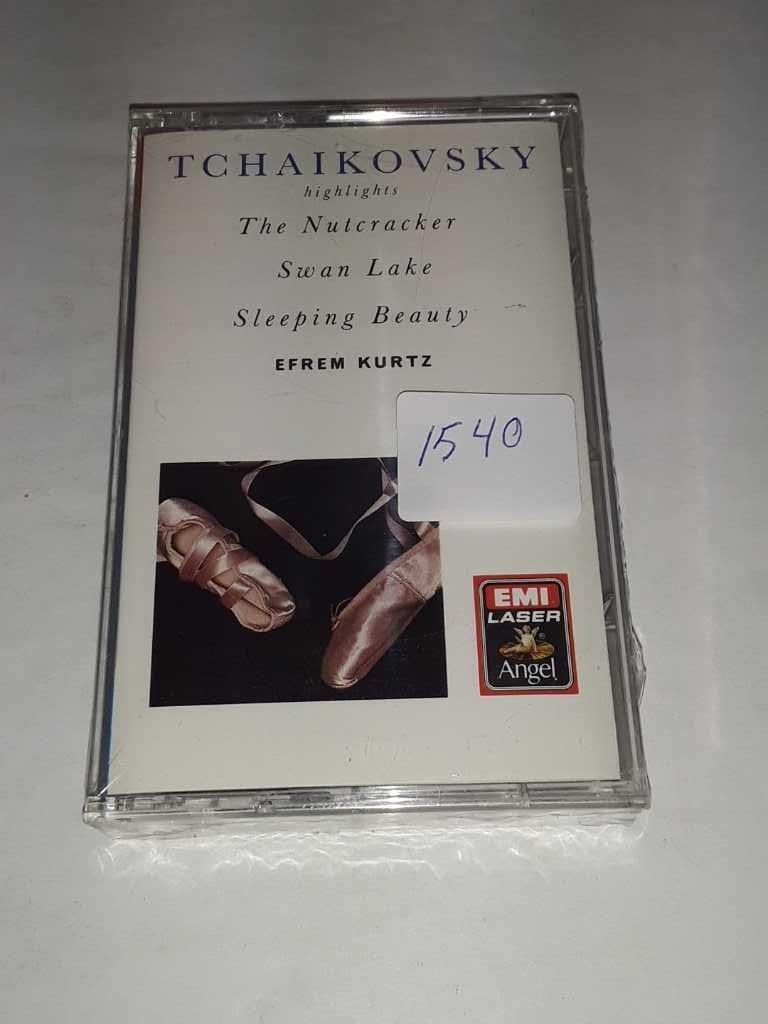 TCHAIKOVSKY
highlights
The Nutcracker
Swan Lake
Sleeping Beauty
EFREM KURTZ
1540
EMI
LASER
Angel